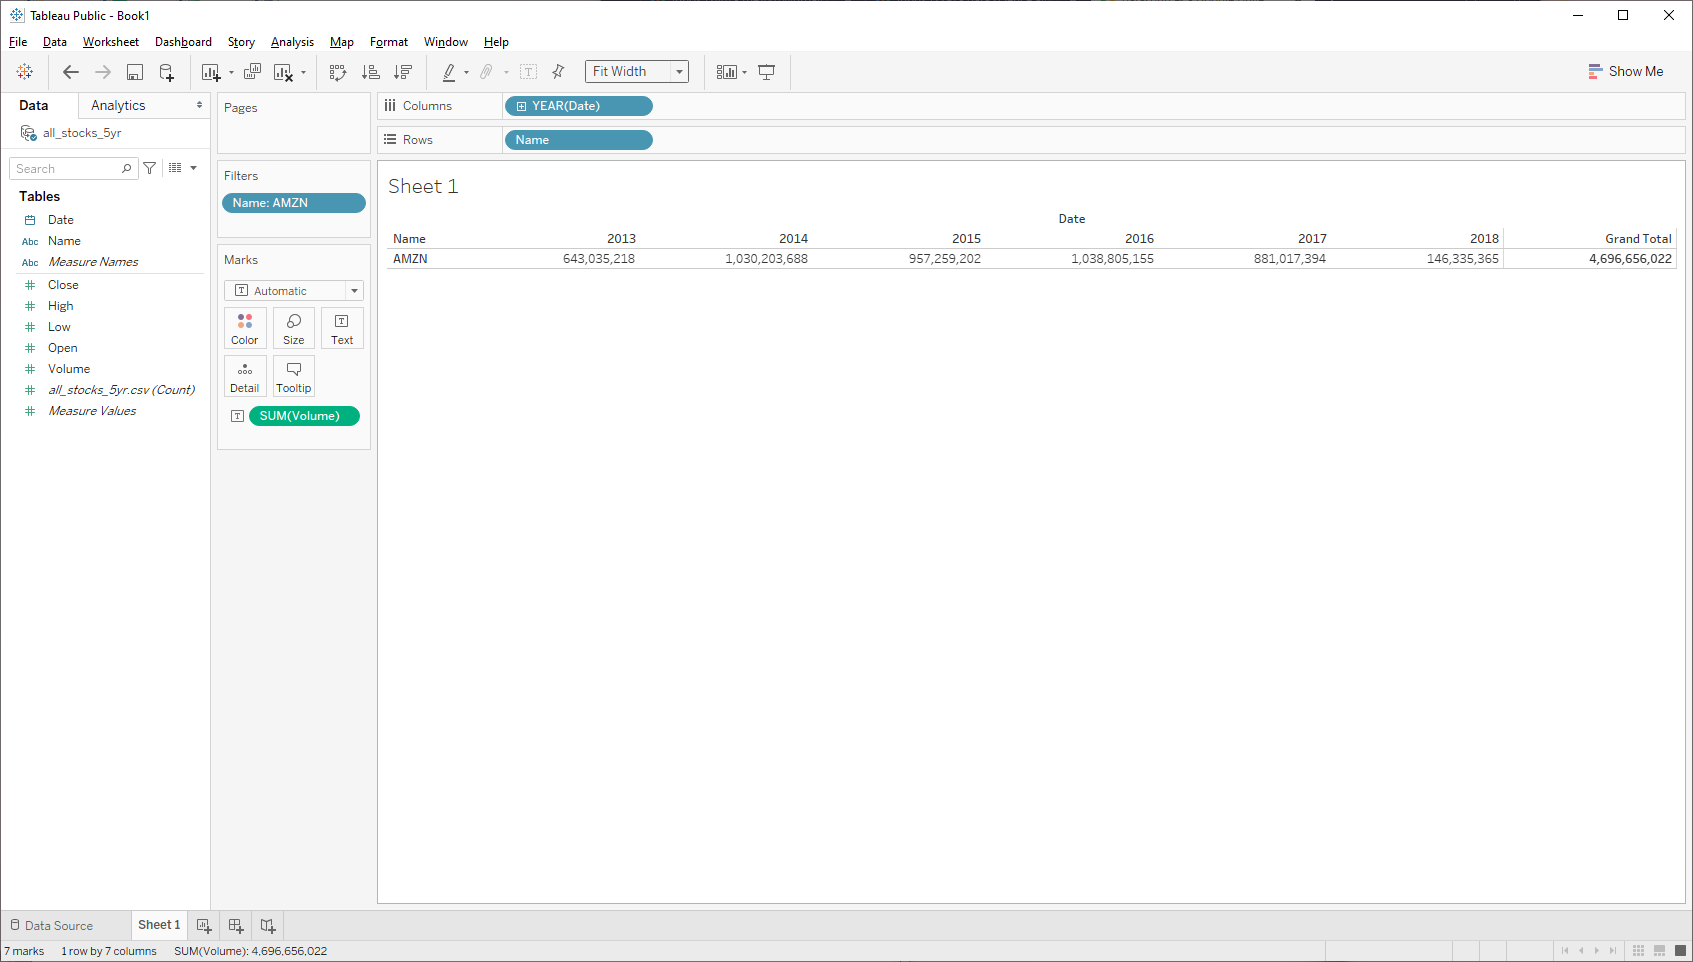 Tableau Public - Book1
File Data Worksheet Dashboard Story Analysis Map Format Window Help
Fit Width
Show Me
Data Analytics
all_stocks_5yr
Search
Tables
Date
Abc Name
Abc Measure Names
# Close
# High
# Low
# Open
# Volume
# all_stocks_5yr.csv (Count)
# Measure Values
Pages
Filters
Name: AMZN
Marks
T Automatic
Color Size T Text
Detail Tooltip
T SUM(Volume)
Columns YEAR(Date)
Rows Name
Sheet 1
Date
Name 2013 2014 2015 2016 2017 2018 Grand Total
AMZN 643,035,218 1,030,203,688 957,259,202 1,038,805,155 881,017,394 146,335,365 4,696,656,022
Data Source Sheet 1
7 marks 1 row by 7 columns SUM(Volume): 4,696,656,022